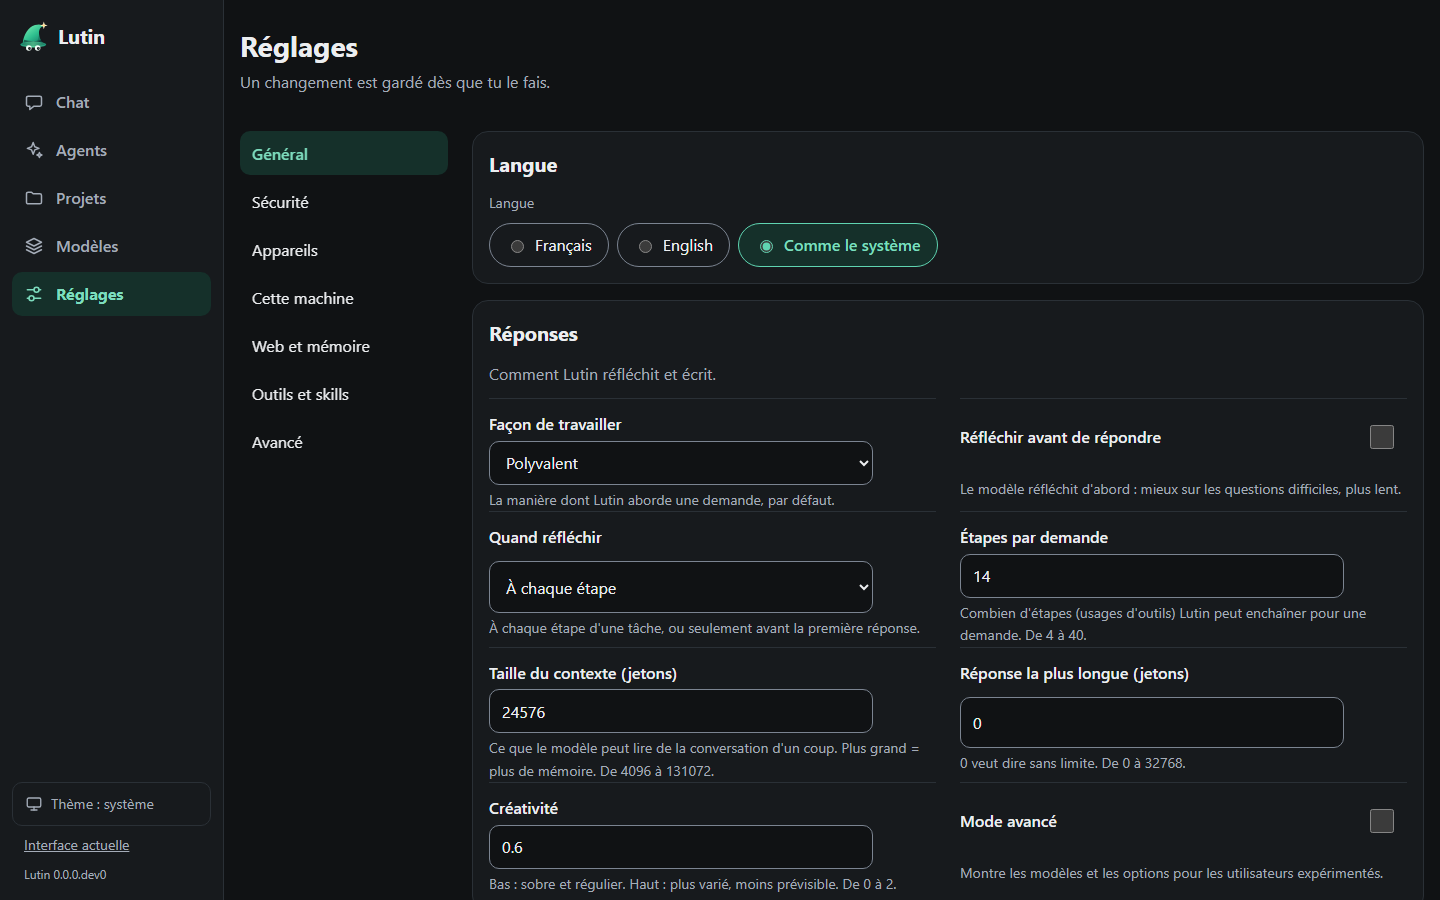 Lutin
Chat
Agents
Projets
Modèles
Réglages
Thème : système
Interface actuelle
Lutin 0.0.0.dev0
Réglages
Un changement est gardé dès que tu le fais.
Général
Sécurité
Appareils
Cette machine
Web et mémoire
Outils et skills
Avancé
Langue
Langue
Français
English
Comme le système
Réponses
Comment Lutin réfléchit et écrit.
Façon de travailler
Polyvalent
La manière dont Lutin aborde une demande, par défaut.
Réfléchir avant de répondre
Le modèle réfléchit d'abord : mieux sur les questions difficiles, plus lent.
Quand réfléchir
À chaque étape
À chaque étape d'une tâche, ou seulement avant la première réponse.
Étapes par demande
14
Combien d'étapes (usages d'outils) Lutin peut enchaîner pour une
demande. De 4 à 40.
Taille du contexte (jetons)
24576
Ce que le modèle peut lire de la conversation d'un coup. Plus grand =
plus de mémoire. De 4096 à 131072.
Réponse la plus longue (jetons)
0
0 veut dire sans limite. De 0 à 32768.
Créativité
0.6
Bas : sobre et régulier. Haut : plus varié, moins prévisible. De 0 à 2.
Mode avancé
Montre les modèles et les options pour les utilisateurs expérimentés.